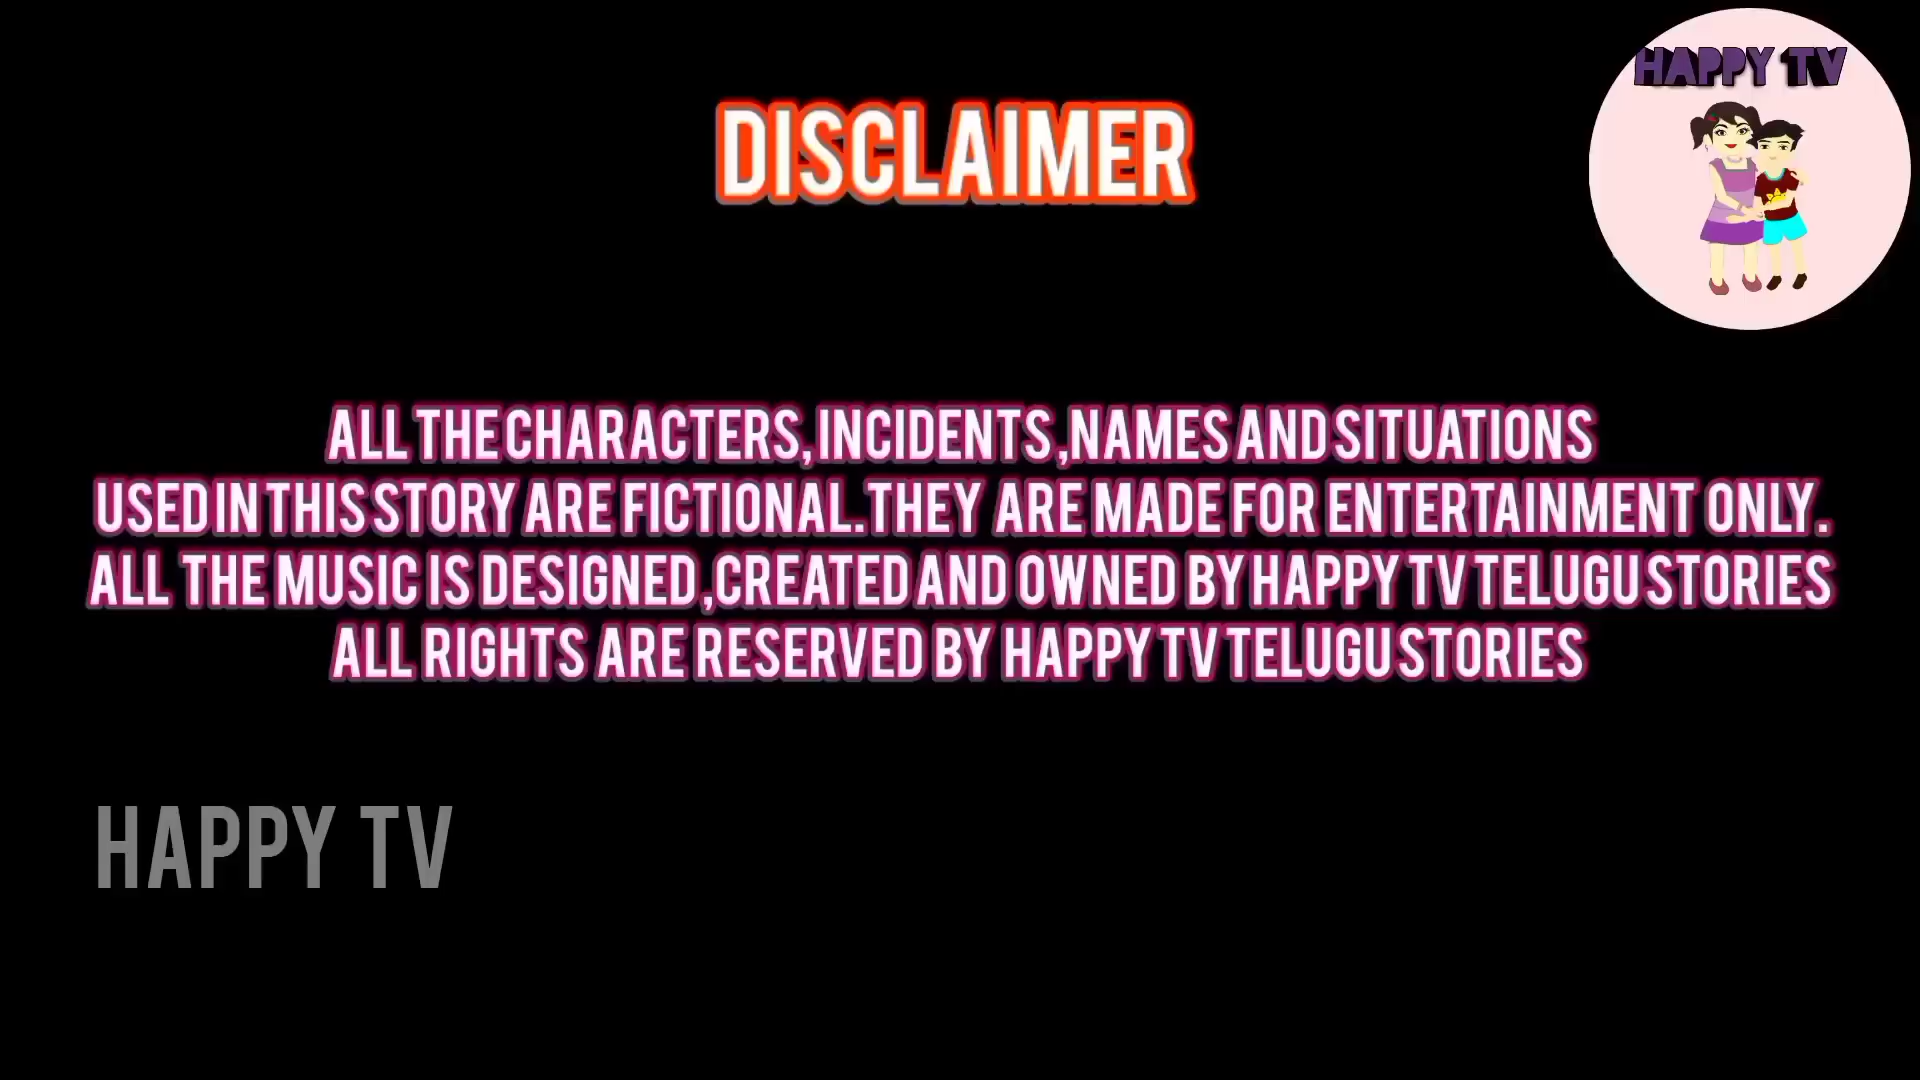 HAPPY TV
DISCLAIMER
ALL THE CHARACTERS, INCIDENTS ,NAMES AND SITUATIONS
USED IN THIS STORY ARE FICTIONAL.THEY ARE MADE FOR ENTERTAINMENT ONLY.
ALL THE MUSIC IS DESIGNED ,CREATED AND OWNED BY HAPPY TV TELUGU STORIES
ALL RIGHTS ARE RESERVED BY HAPPY TV TELUGU STORIES
HAPPY TV